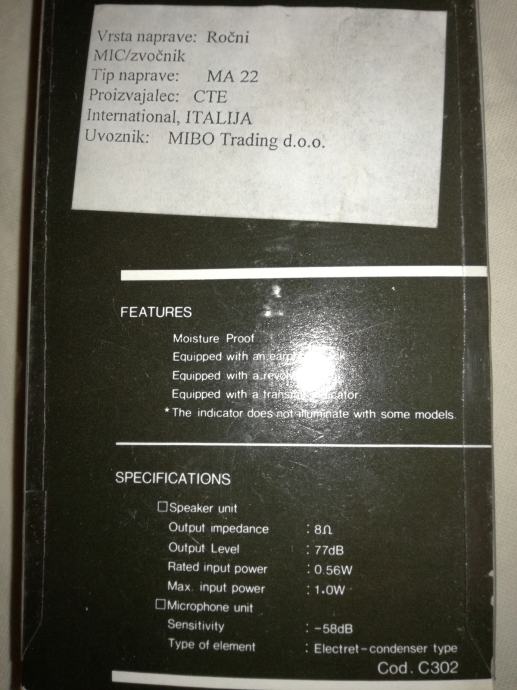 Vrsta naprave: Ročni
MIC/zvočnik
Tip naprave: MA 22
Proizvajalec: CTE
International, ITALIJA
Uvoznik: MIBO Trading d.o.o.
FEATURES
Moisture Proof
Equipped with an
Equipped with a
Equipped with a
* The indicator does not illuminate with some models.
SPECIFICATIONS
□ Speaker unit
Output impedance : 8Ω
Output Level : 77dB
Rated input power : 0.56W
Max. input power : 1.0W
□ Microphone unit
Sensitivity : -58dB
Type of element : Electret-condenser type
Cod. C302